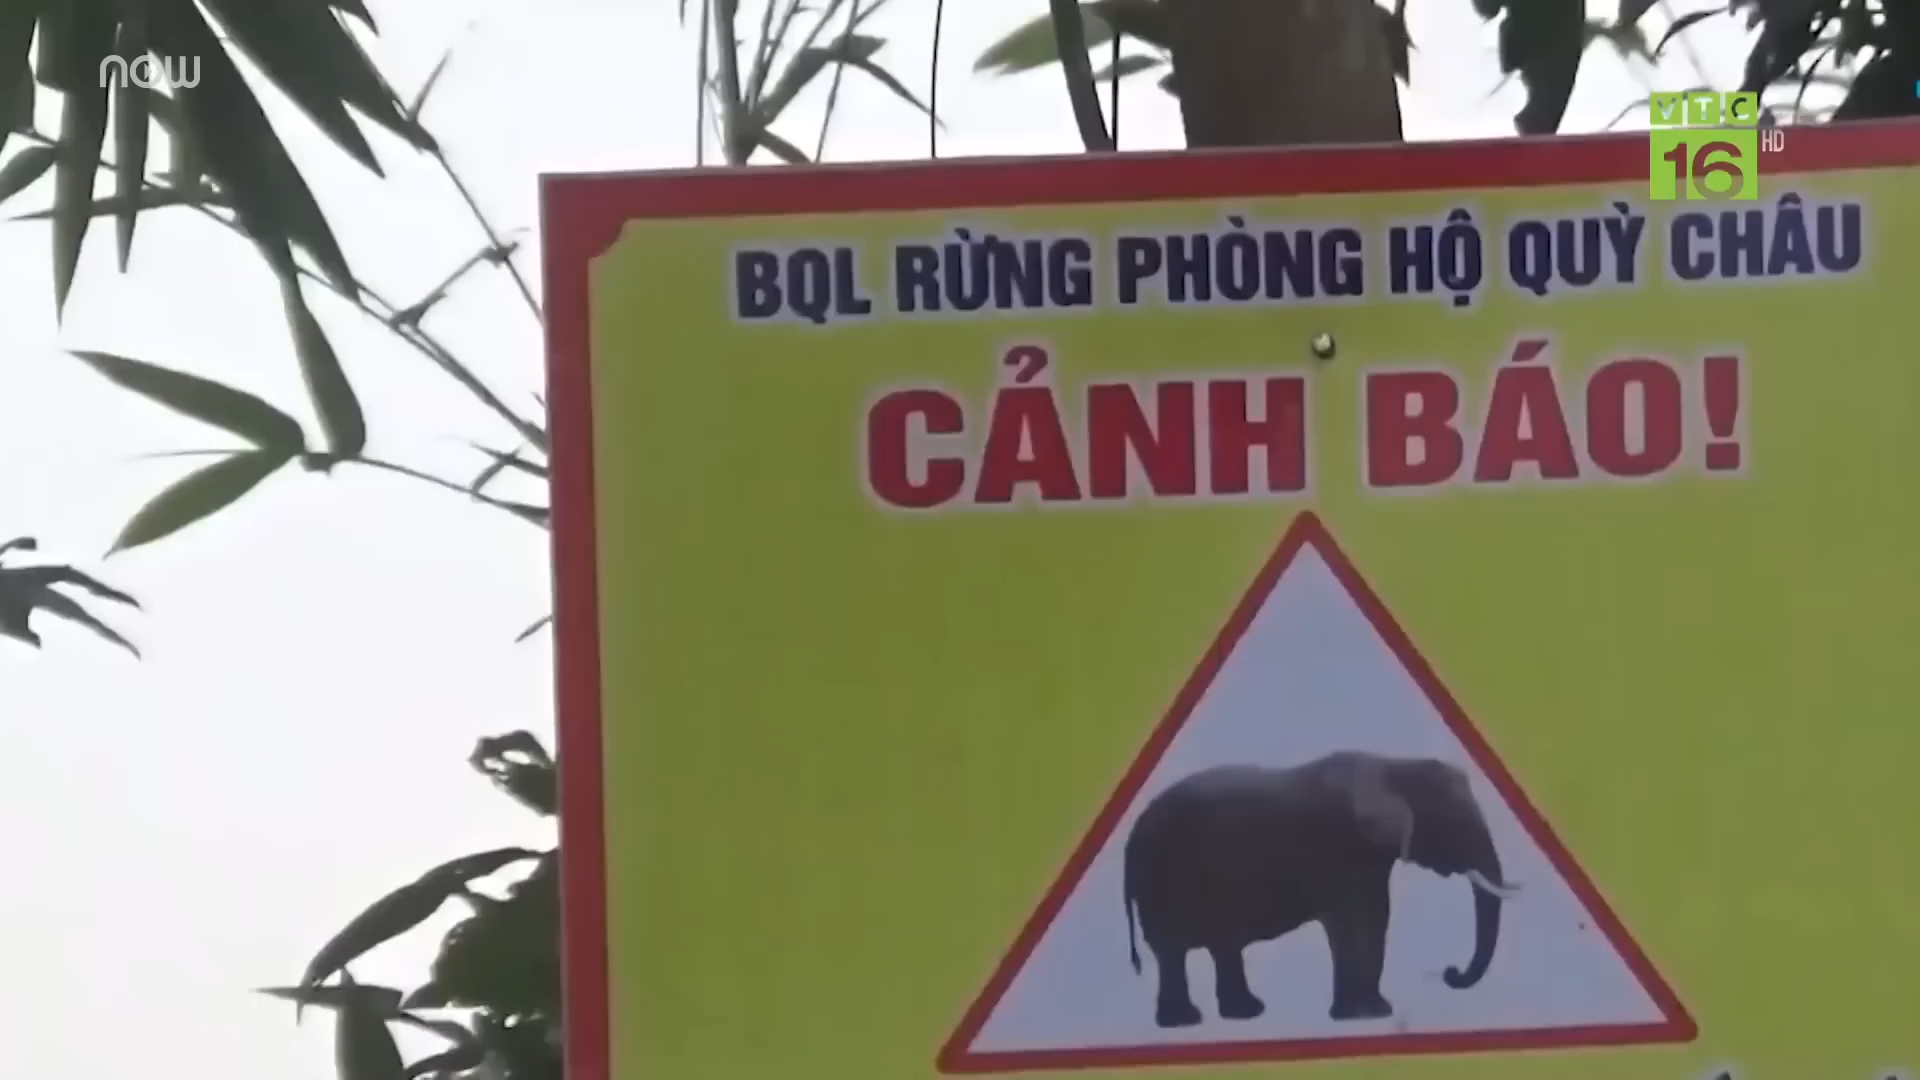 now
VTC
16 HD
BQL RỪNG PHÒNG HỘ QUỲ CHÂU
CẢNH BÁO!